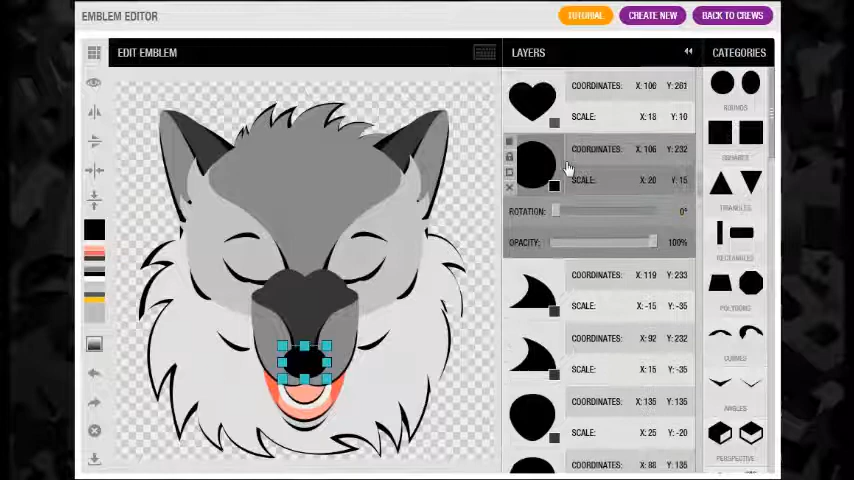 EMBLEM EDITOR
TUTORIAL
CREATE NEW
BACK TO CREWS
EDIT EMBLEM
LAYERS
CATEGORIES
COORDINATES: X: 106 Y: 281
SCALE: X: 18 Y: 10
COORDINATES: X: 106 Y: 232
SCALE: X: 20 Y: 15
ROTATION: 0°
OPACITY: 100%
COORDINATES: X: 119 Y: 233
SCALE: X: -15 Y: -35
COORDINATES: X: 92 Y: 232
SCALE: X: 15 Y: -35
COORDINATES: X: 135 Y: 135
SCALE: X: 25 Y: -20
COORDINATES: X: 88 Y: 135
ROUNDS
SQUARES
TRIANGLES
RECTANGLES
POLYGONS
CURVES
ANGLES
PERSPECTIVE